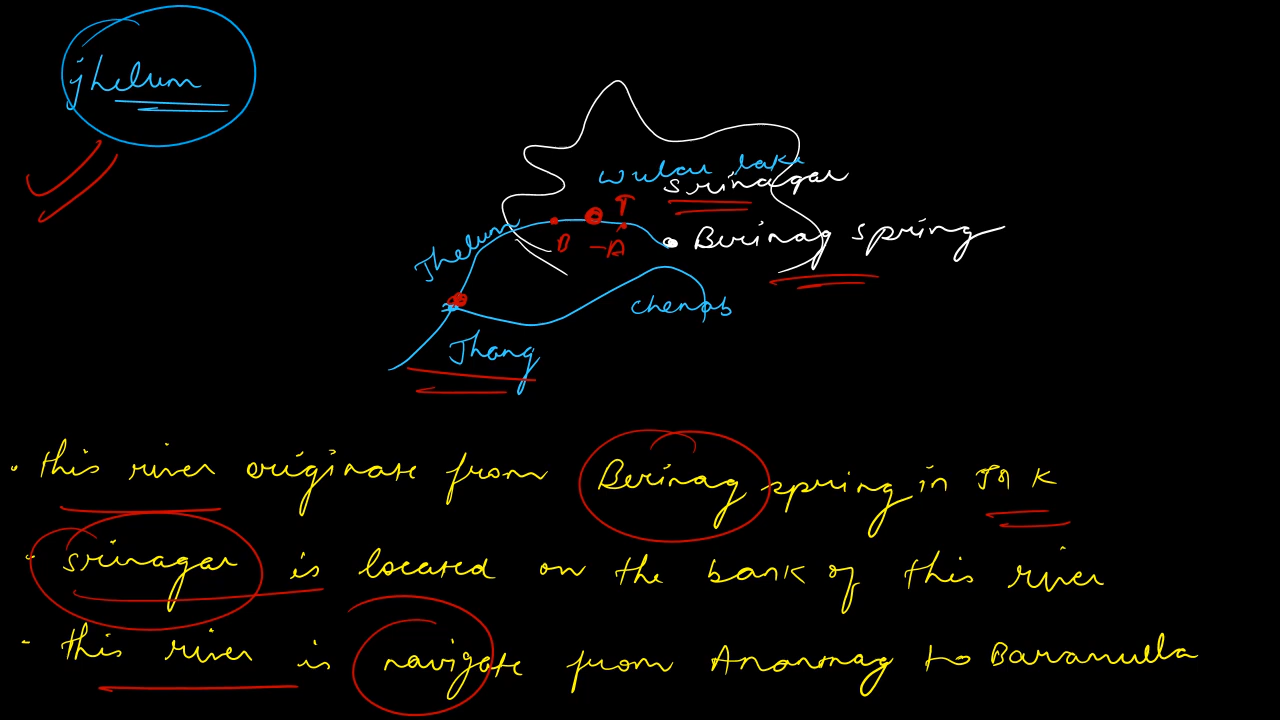 jhelum
wular lake
srinagar
T
Jhelum
B - A
Berinag spring
chenab
Jhang
. this river originate from Berinag spring in J & K
. srinagar is located on the bank of this river
. this river is navigate from Anannag to Baramulla